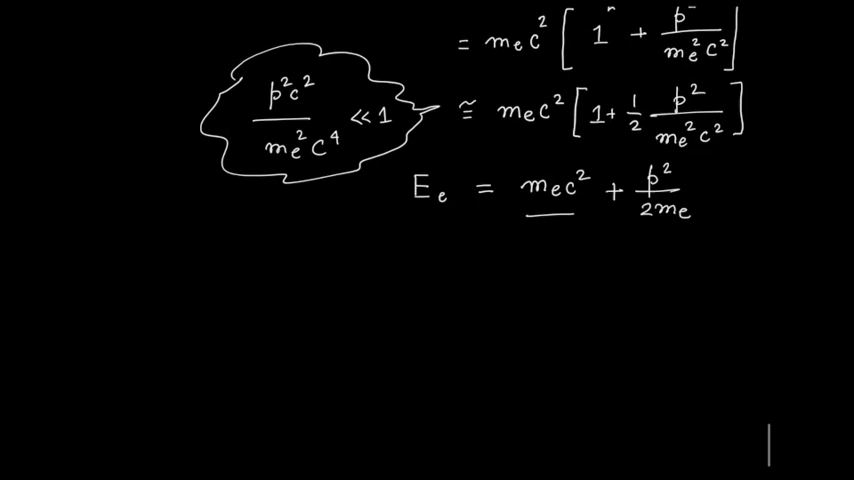 = mₑc² [ 1 + p²/mₑ²c² ]
p²c²/mₑ²c⁴ << 1
≅ mₑc² [ 1 + 1/2 p²/mₑ²c² ]
Eₑ = mₑc² + p²/2mₑ